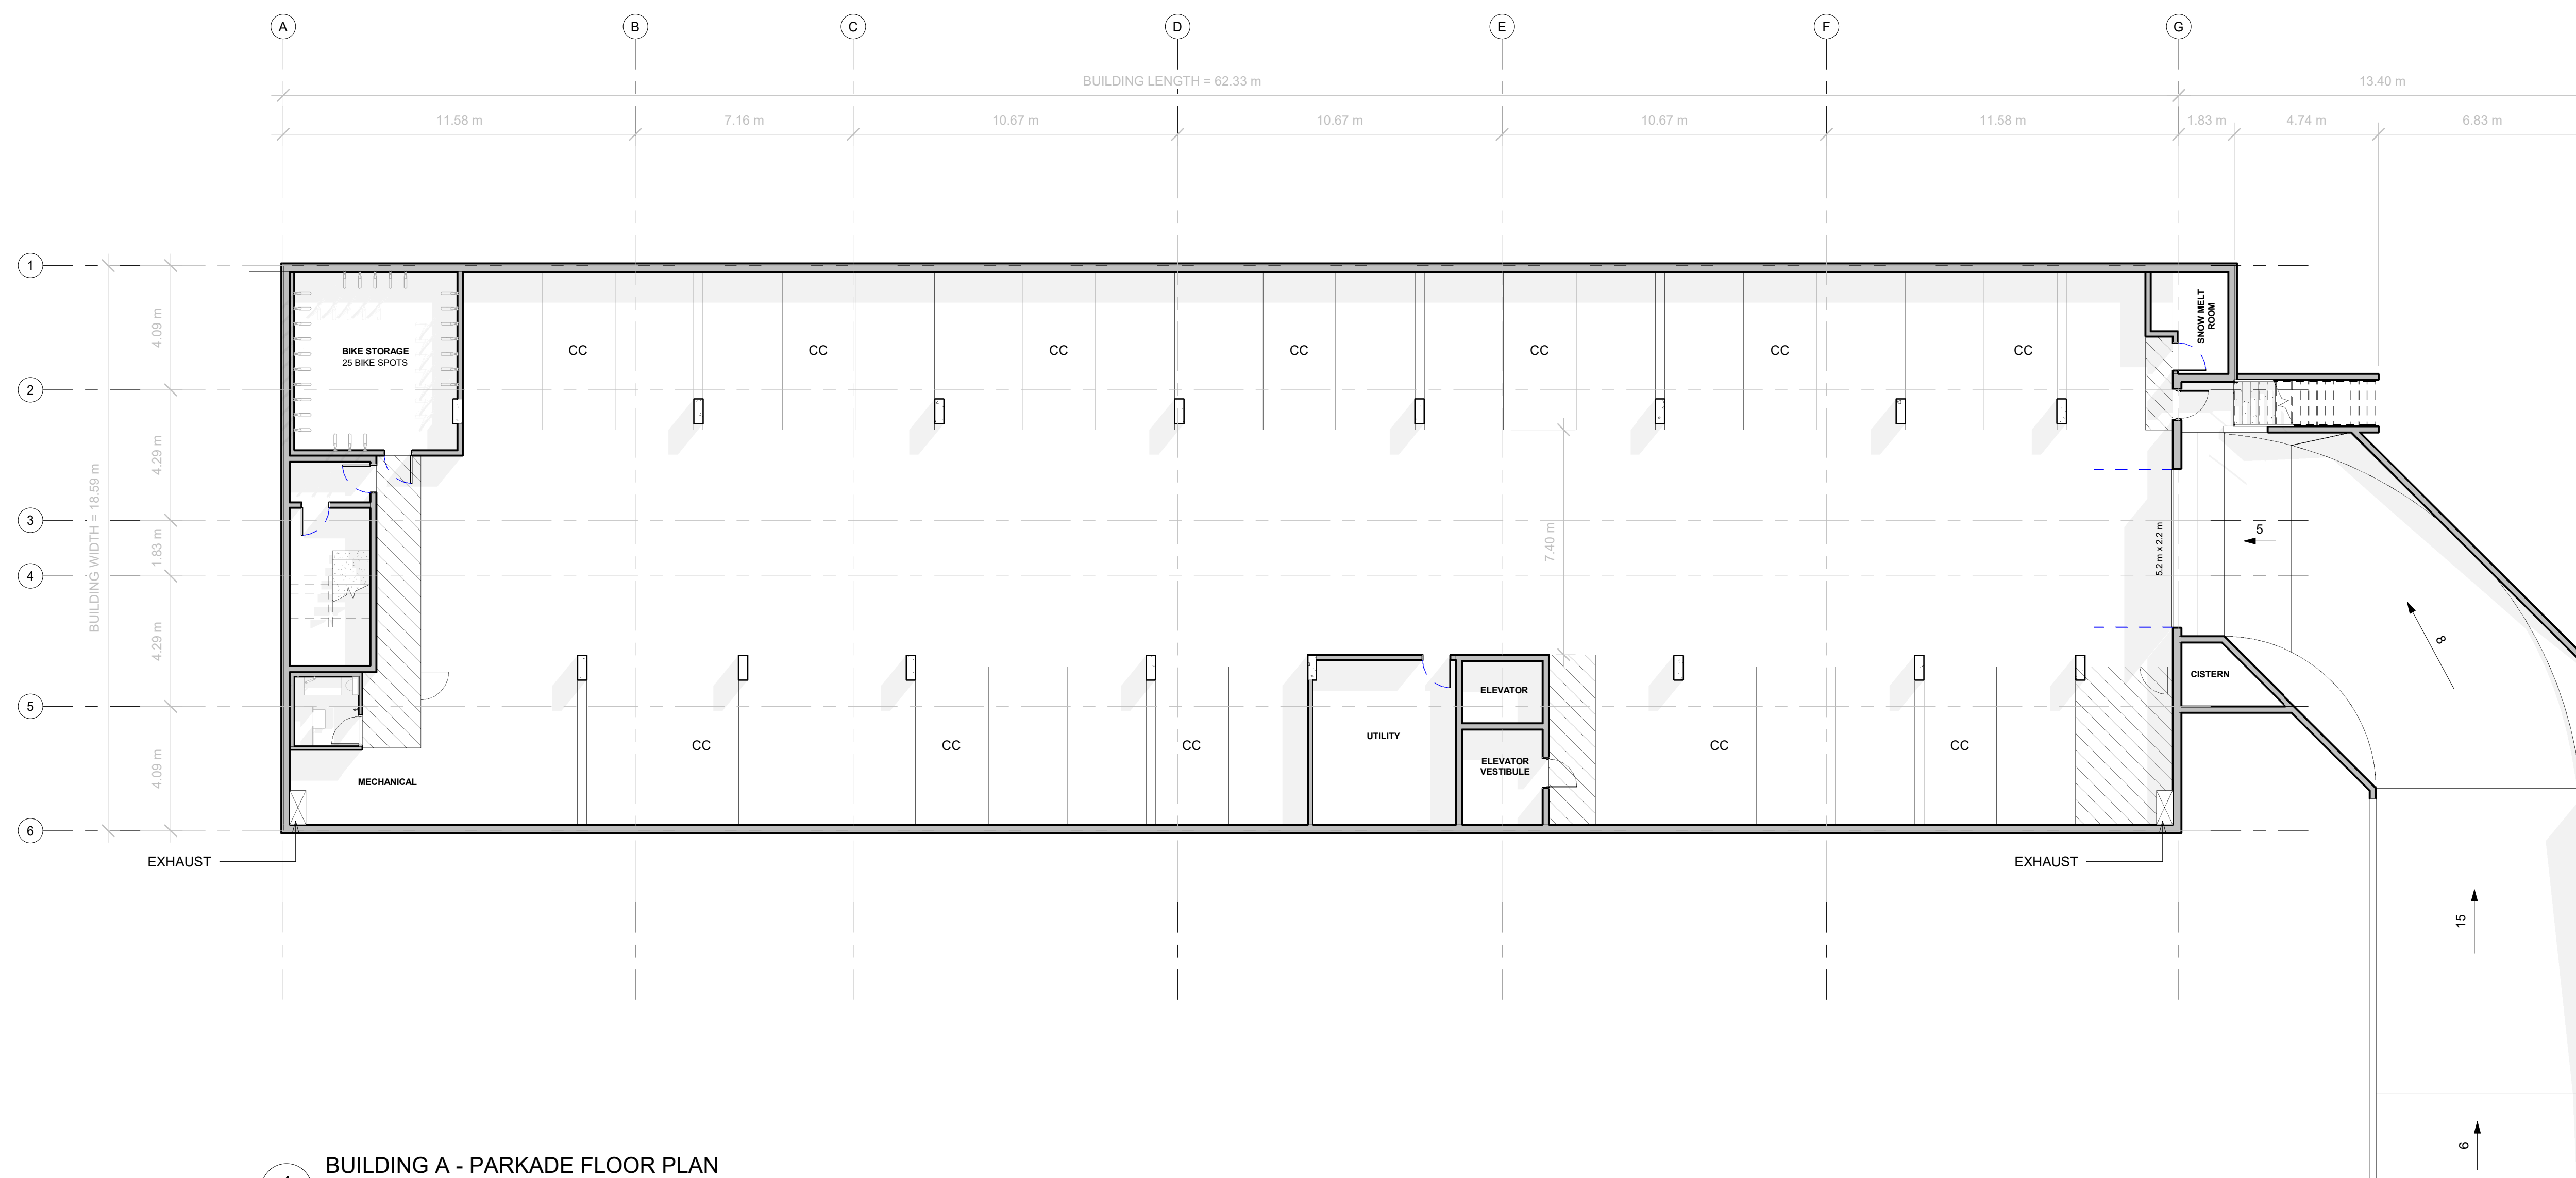 A B C D E F G
BUILDING LENGTH = 62.33 m 13.40 m
11.58 m 7.16 m 10.67 m 10.67 m 10.67 m 11.58 m 1.83 m 4.74 m 6.83 m
1
2
3
4
5
6
BUILDING WIDTH = 18.59 m
4.09 m
4.29 m
1.83 m
4.29 m
4.09 m
BIKE STORAGE
25 BIKE SPOTS
CC CC CC CC CC CC CC
SNOW MELT
ROOM
7.40 m
5.2 m x 2.2 m
5
8
CISTERN
ELEVATOR
UTILITY
ELEVATOR
VESTIBULE
CC CC CC CC CC
MECHANICAL
EXHAUST
EXHAUST
15
6
BUILDING A - PARKADE FLOOR PLAN